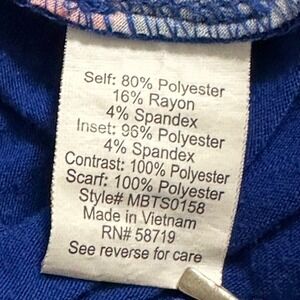 Self: 80% Polyester
16% Rayon
4% Spandex
Inset: 96% Polyester
4% Spandex
Contrast: 100% Polyester
Scarf: 100% Polyester
Style# MBTS0158
Made in Vietnam
RN# 58719
See reverse for care